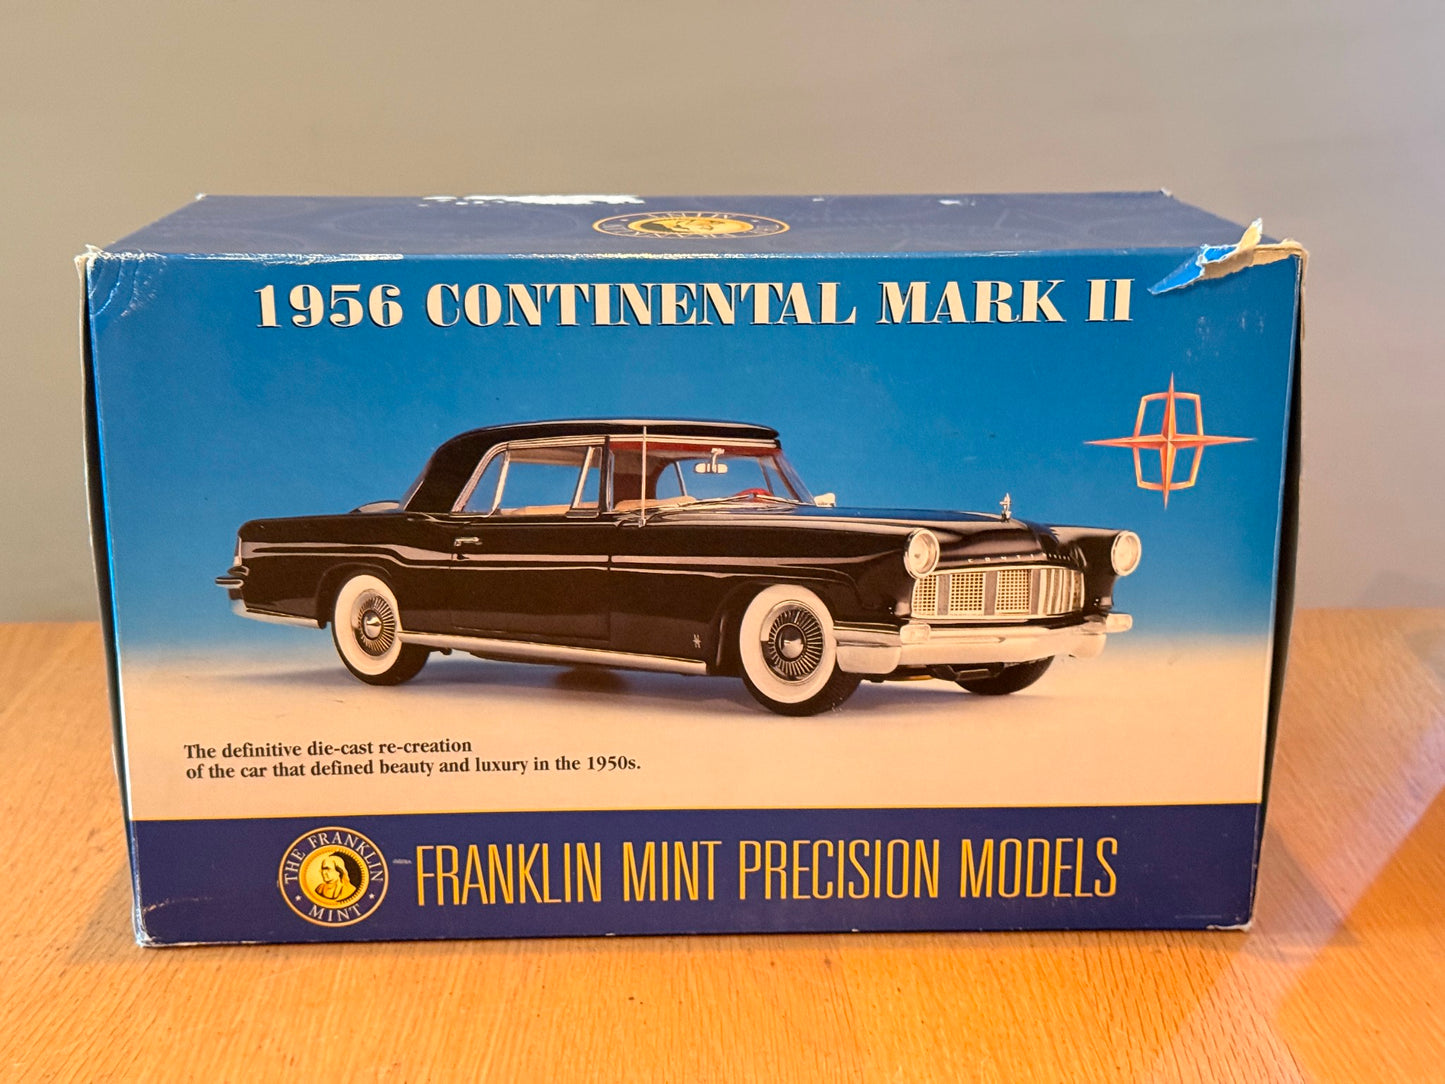 1956 CONTINENTAL MARK II
The definitive die-cast re-creation
of the car that defined beauty and luxury in the 1950s.
THE FRANKLIN
MINT
FRANKLIN MINT PRECISION MODELS